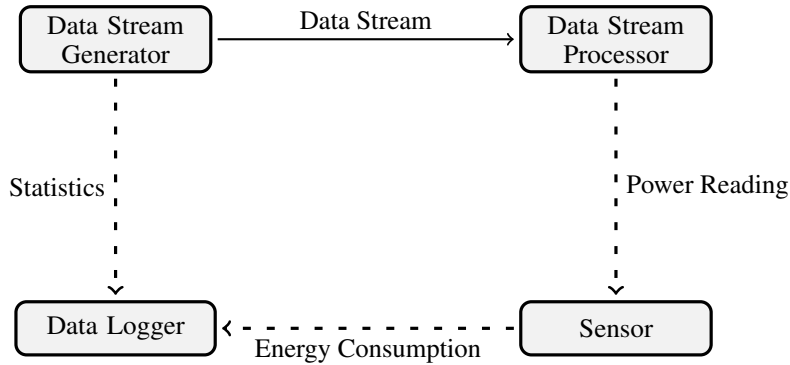 Data Stream
Generator
Data Stream
Data Stream
Processor
Statistics
Power Reading
Data Logger
Energy Consumption
Sensor